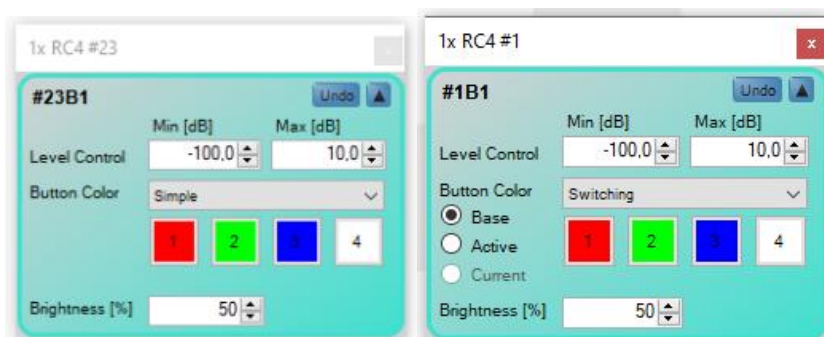 1x RC4 #23
#23B1 Undo ▲
Min [dB] Max [dB]
Level Control -100,0 10,0
Button Color Simple
1 2 3 4
Brightness [%] 50
1x RC4 #1 x
#1B1 Undo ▲
Min [dB] Max [dB]
Level Control -100,0 10,0
Button Color Switching
Base
Active
Current
1 2 3 4
Brightness [%] 50